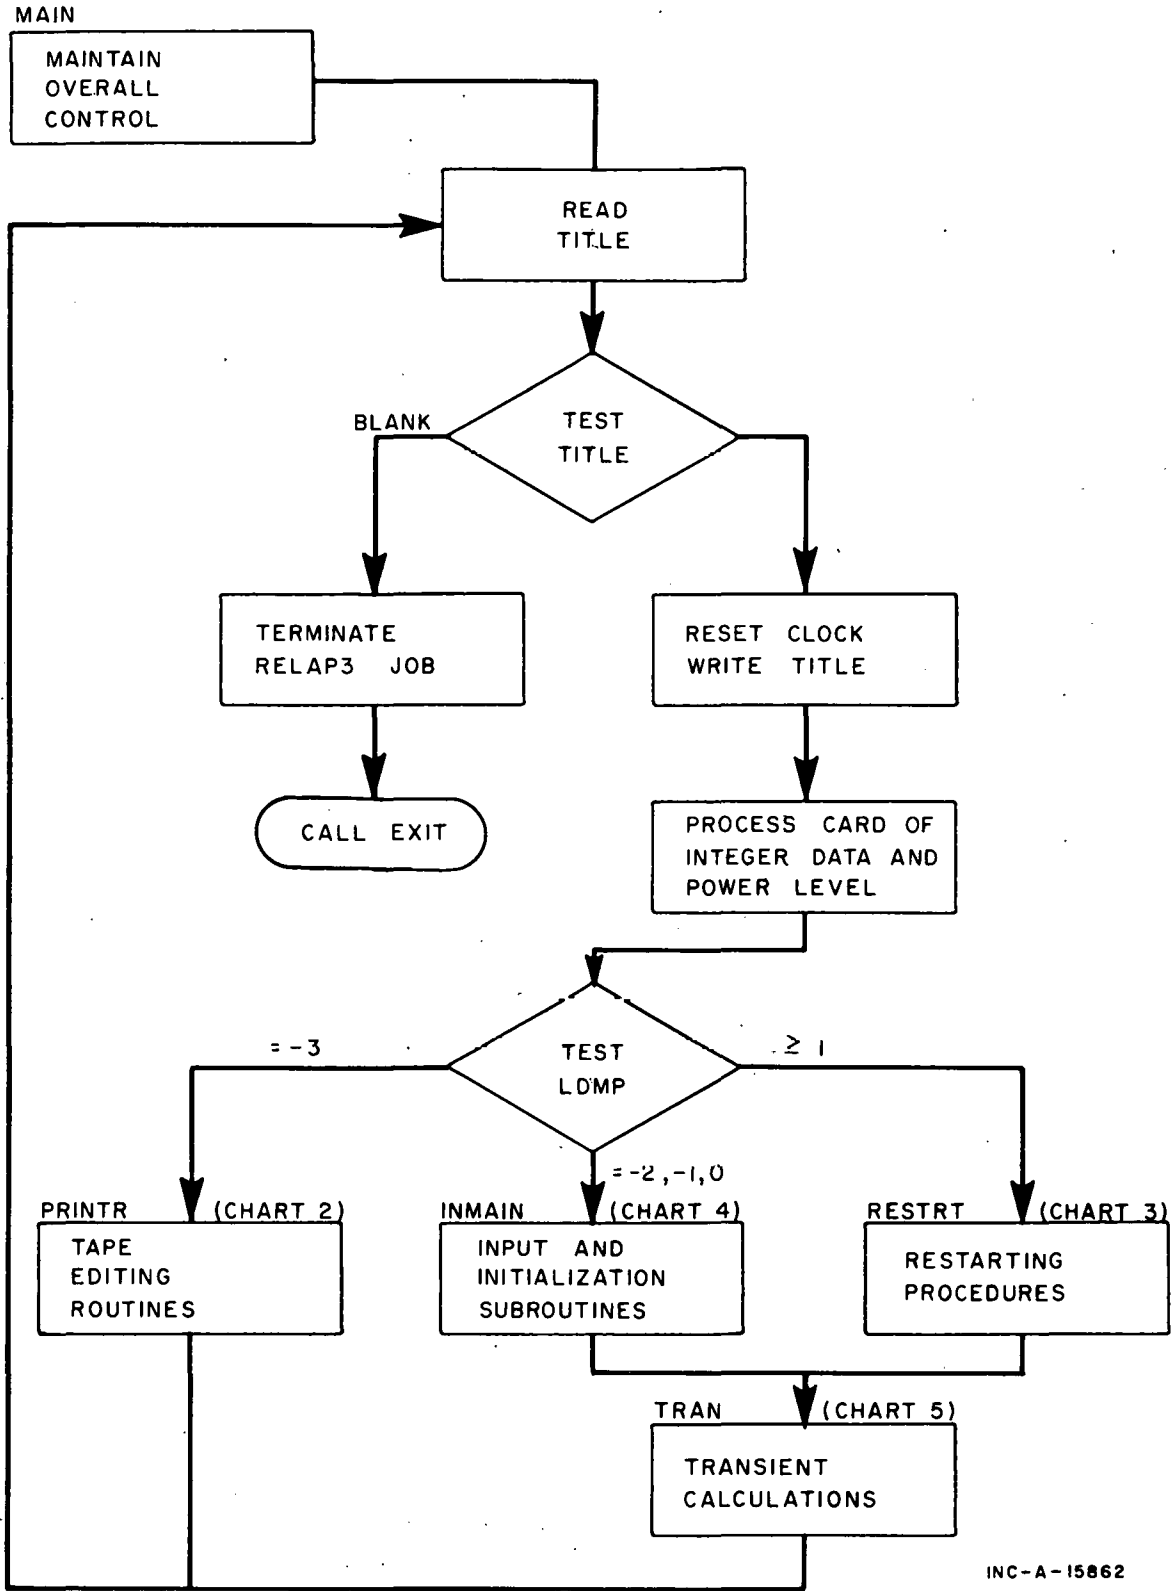 MAIN
MAINTAIN
OVERALL
CONTROL
READ
TITLE
BLANK
TEST
TITLE
TERMINATE
RELAP3 JOB
RESET CLOCK
WRITE TITLE
CALL EXIT
PROCESS CARD OF
INTEGER DATA AND
POWER LEVEL
= -3
TEST
LDMP
≥ 1
= -2, -1, 0
PRINTR (CHART 2)
TAPE
EDITING
ROUTINES
INMAIN (CHART 4)
INPUT AND
INITIALIZATION
SUBROUTINES
RESTRT (CHART 3)
RESTARTING
PROCEDURES
TRAN (CHART 5)
TRANSIENT
CALCULATIONS
INC-A-15862